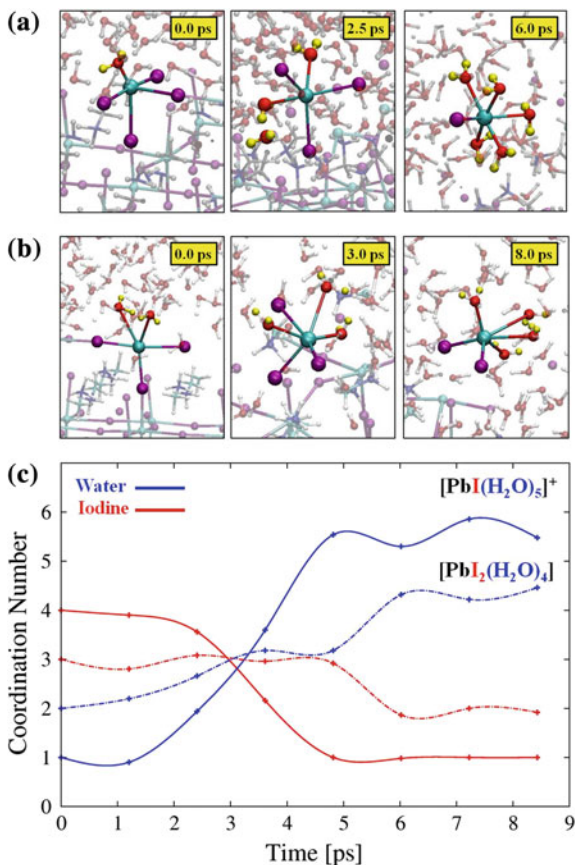 (a)
0.0 ps
2.5 ps
6.0 ps
(b)
0.0 ps
3.0 ps
8.0 ps
(c)
Water
Iodine
[PbI(H₂O)₅]⁺
[PbI₂(H₂O)₄]
Coordination Number
6
5
4
3
2
1
0
0 1 2 3 4 5 6 7 8 9
Time [ps]